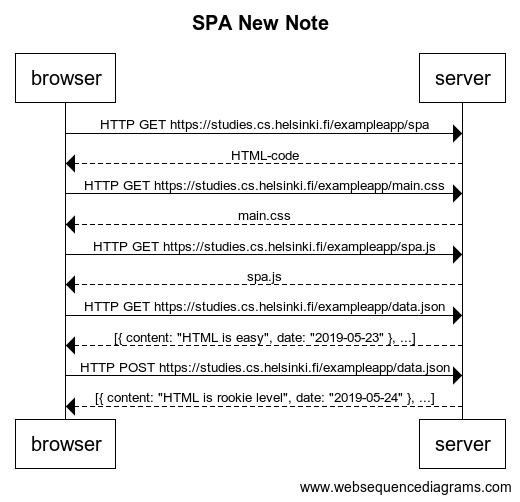 SPA New Note
browser
server
HTTP GET https://studies.cs.helsinki.fi/exampleapp/spa
HTML-code
HTTP GET https://studies.cs.helsinki.fi/exampleapp/main.css
main.css
HTTP GET https://studies.cs.helsinki.fi/exampleapp/spa.js
spa.js
HTTP GET https://studies.cs.helsinki.fi/exampleapp/data.json
[{ content: "HTML is easy", date: "2019-05-23" }, ...]
HTTP POST https://studies.cs.helsinki.fi/exampleapp/data.json
[{ content: "HTML is rookie level", date: "2019-05-24" }, ...]
browser
server
www.websequencediagrams.com